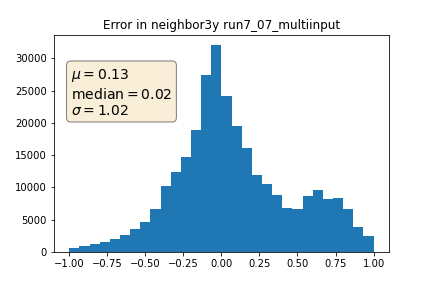 Error in neighbor3y run7_07_multiinput
30000
25000
20000
15000
10000
5000
0
μ = 0.13
median = 0.02
σ = 1.02
−1.00 −0.75 −0.50 −0.25 0.00 0.25 0.50 0.75 1.00